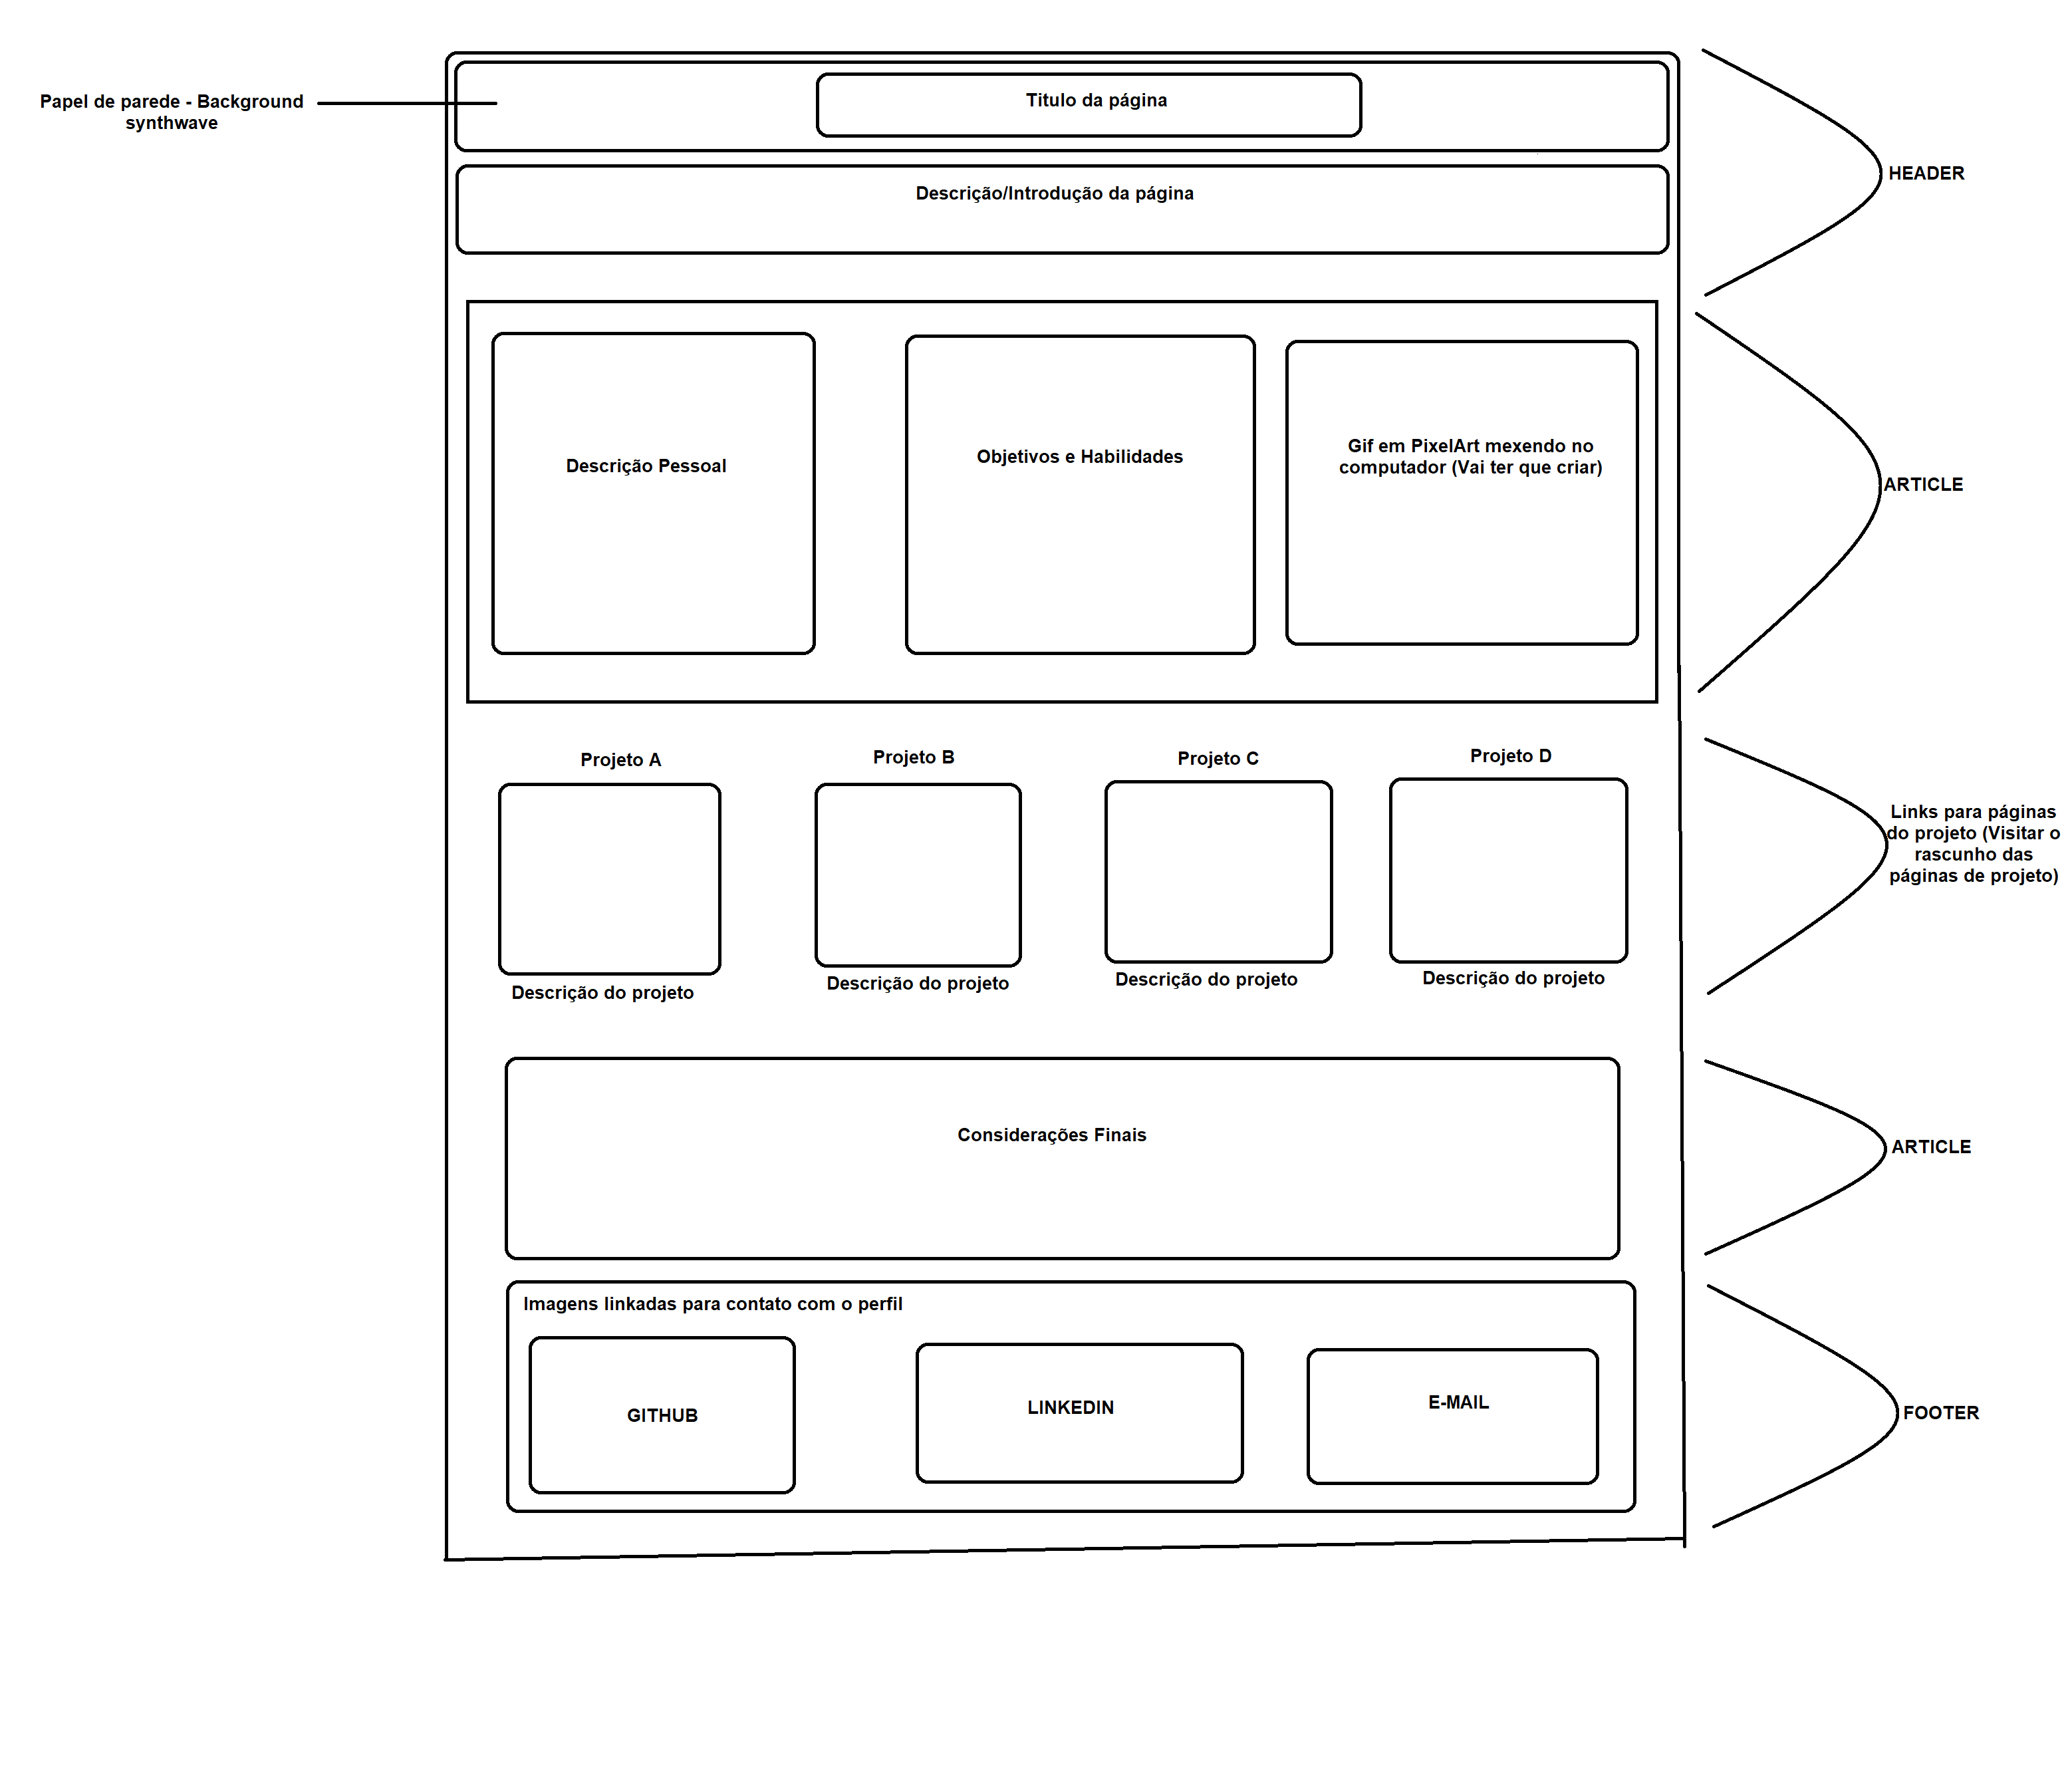 Papel de parede - Background
synthwave
Titulo da página
Descrição/Introdução da página
HEADER
Descrição Pessoal
Objetivos e Habilidades
Gif em PixelArt mexendo no
computador (Vai ter que criar)
ARTICLE
Projeto A
Projeto B
Projeto C
Projeto D
Descrição do projeto
Descrição do projeto
Descrição do projeto
Descrição do projeto
Links para páginas
do projeto (Visitar o
rascunho das
páginas de projeto)
Considerações Finais
ARTICLE
Imagens linkadas para contato com o perfil
GITHUB
LINKEDIN
E-MAIL
FOOTER